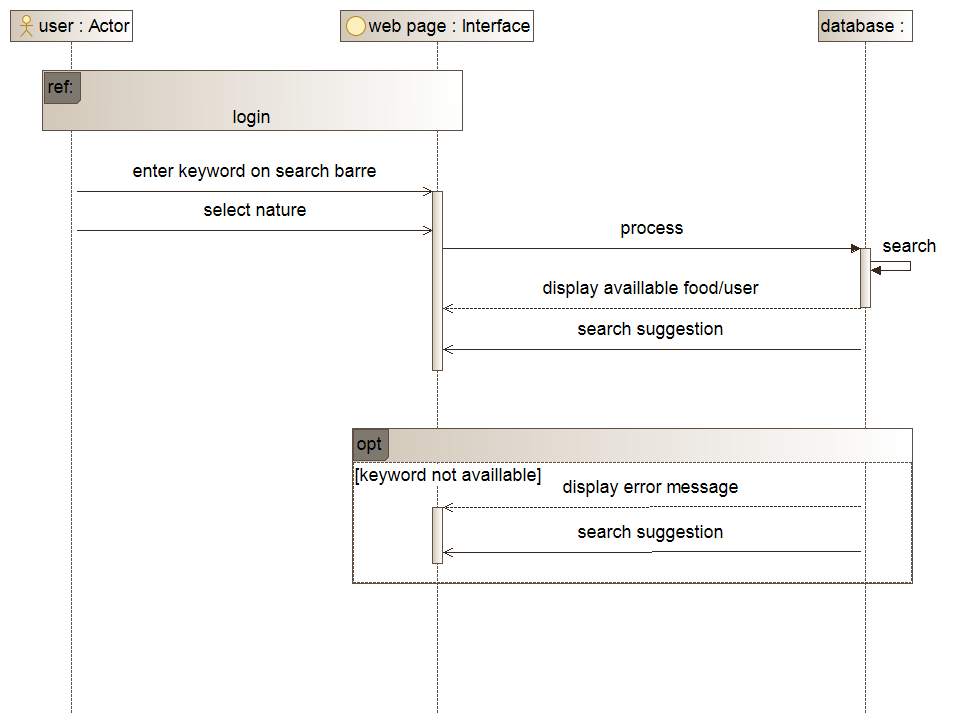 user : Actor
web page : Interface
database :
ref:
login
enter keyword on search barre
select nature
process
search
display availlable food/user
search suggestion
opt
[keyword not availlable]
display error message
search suggestion